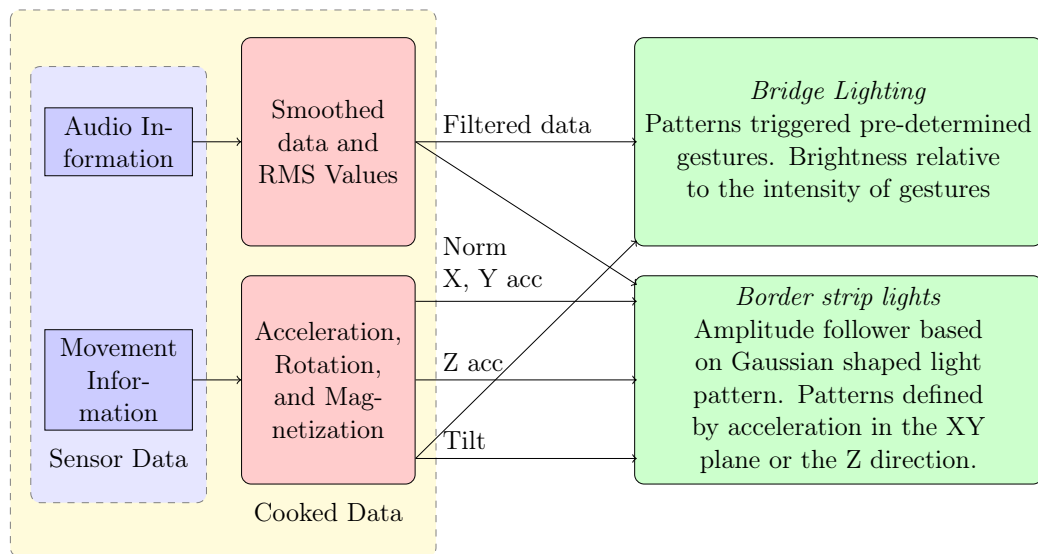 Audio In-
formation
Movement
Infor-
mation
Sensor Data
Smoothed
data and
RMS Values
Acceleration,
Rotation,
and Mag-
netization
Cooked Data
Filtered data
Norm
X, Y acc
Z acc
Tilt
Bridge Lighting
Patterns triggered pre-determined
gestures. Brightness relative
to the intensity of gestures
Border strip lights
Amplitude follower based
on Gaussian shaped light
pattern. Patterns defined
by acceleration in the XY
plane or the Z direction.